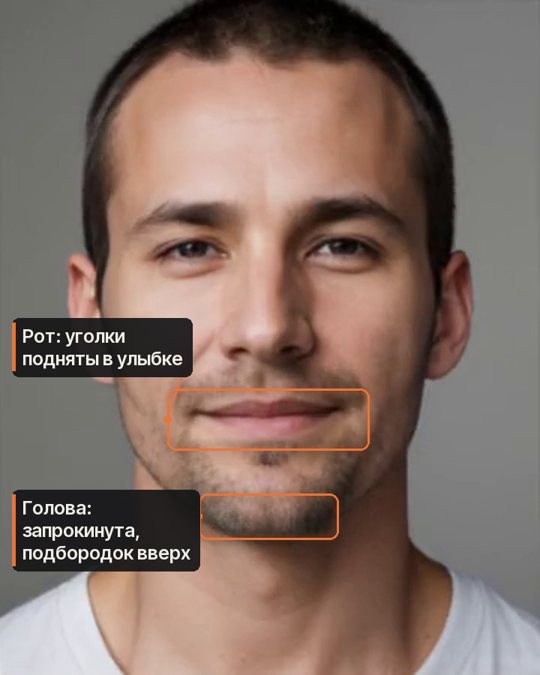 Рот: уголки
подняты в улыбке
Голова:
запрокинута,
подбородок вверх